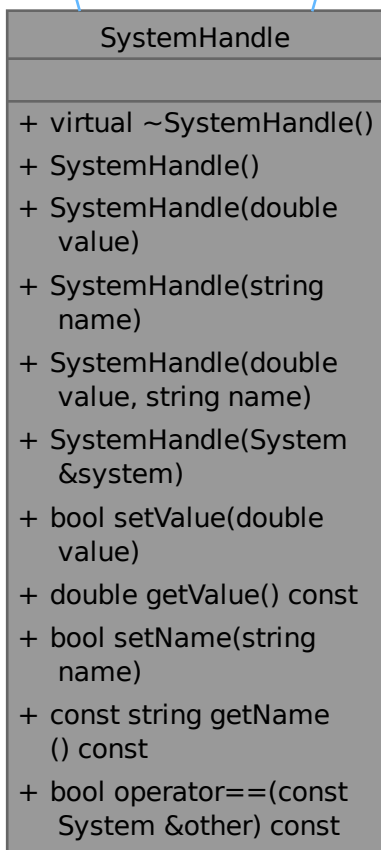 SystemHandle
+ virtual ~SystemHandle()
+ SystemHandle()
+ SystemHandle(double
value)
+ SystemHandle(string
name)
+ SystemHandle(double
value, string name)
+ SystemHandle(System
&system)
+ bool setValue(double
value)
+ double getValue() const
+ bool setName(string
name)
+ const string getName
() const
+ bool operator==(const
System &other) const